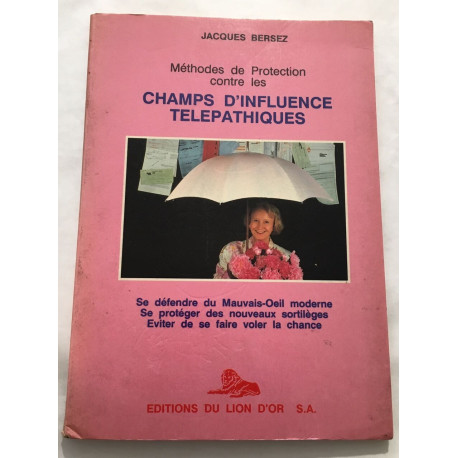 JACQUES BERSEZ
Méthodes de Protection
contre les
CHAMPS D'INFLUENCE
TELEPATHIQUES
Se défendre du Mauvais-Oeil moderne
Se protéger des nouveaux sortilèges
Eviter de se faire voler la chance
EDITIONS DU LION D'OR S.A.